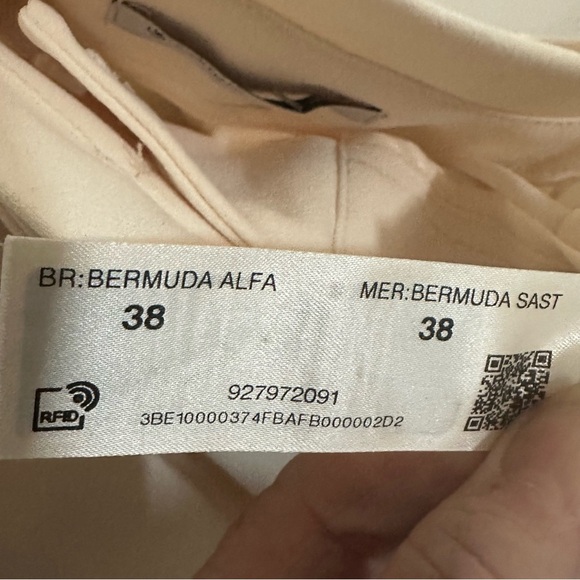 BR:BERMUDA ALFA
38
MER:BERMUDA SAST
38
RFID
927972091
3BE10000374FBAFB000002D2